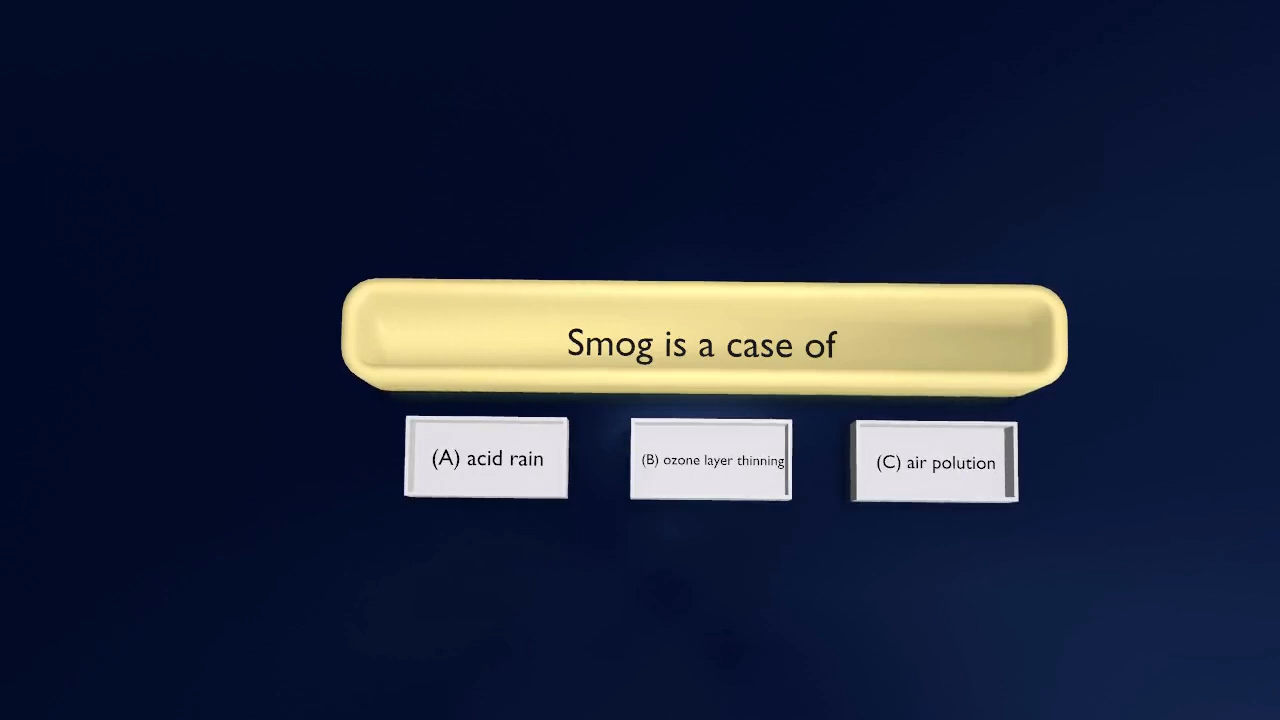 Smog is a case of
(A) acid rain
(B) ozone layer thinning
(C) air polution